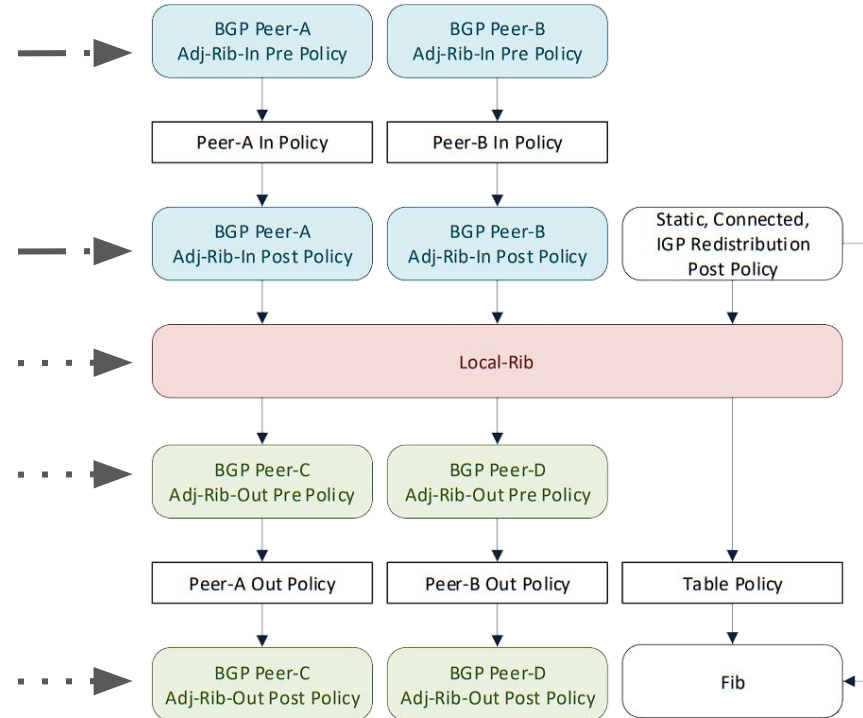 BGP Peer-A
Adj-Rib-In Pre Policy
BGP Peer-B
Adj-Rib-In Pre Policy
Peer-A In Policy
Peer-B In Policy
BGP Peer-A
Adj-Rib-In Post Policy
BGP Peer-B
Adj-Rib-In Post Policy
Static, Connected,
IGP Redistribution
Post Policy
Local-Rib
BGP Peer-C
Adj-Rib-Out Pre Policy
BGP Peer-D
Adj-Rib-Out Pre Policy
Peer-A Out Policy
Peer-B Out Policy
Table Policy
BGP Peer-C
Adj-Rib-Out Post Policy
BGP Peer-D
Adj-Rib-Out Post Policy
Fib